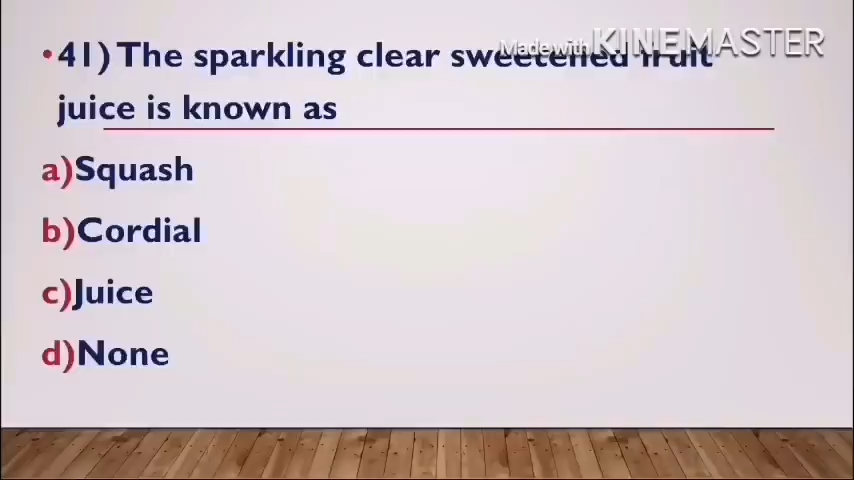 • 41) The sparkling clear sweetened fruit
Made with KINEMASTER
juice is known as
a)Squash
b)Cordial
c)Juice
d)None